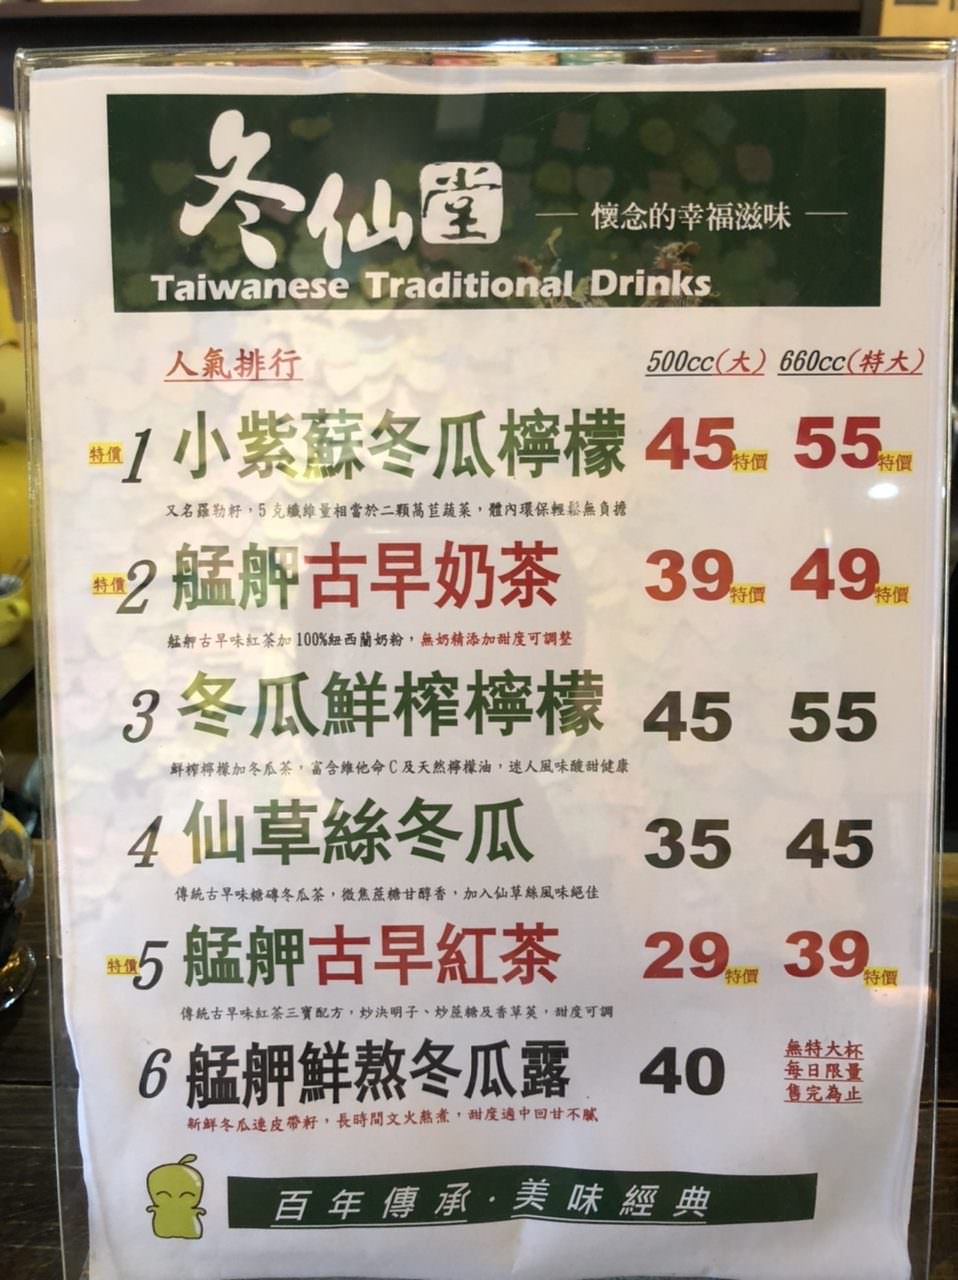 冬仙堂
— 懷念的幸福滋味 —
Taiwanese Traditional Drinks
人氣排行 500cc(大) 660cc(特大)
特價 1 小紫蘇冬瓜檸檬 45特價 55特價
又名羅勒籽，5克纖維量相當於二顆萵苣蔬菜，體內環保輕鬆無負擔
特價 2 艋舺古早奶茶 39特價 49特價
艋舺古早味紅茶加100%紐西蘭奶粉，無奶精添加甜度可調整
3 冬瓜鮮榨檸檬 45 55
鮮榨檸檬加冬瓜茶，富含維他命C及天然檸檬油，迷人風味酸甜健康
4 仙草絲冬瓜 35 45
傳統古早味糖磚冬瓜茶，微焦蔗糖甘醇香，加入仙草絲風味絕佳
特價 5 艋舺古早紅茶 29特價 39特價
傳統古早味紅茶三寶配方，炒決明子、炒蔗糖及香草莢，甜度可調
6 艋舺鮮熬冬瓜露 40
無特大杯
每日限量
售完為止
新鮮冬瓜連皮帶籽，長時間文火熬煮，甜度適中回甘不膩
百年傳承·美味經典